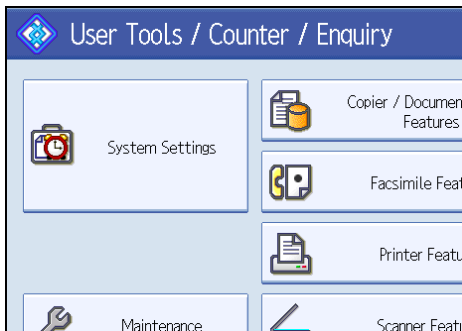 User Tools / Counter / Enquiry
System Settings
Copier / Documen
Features
Facsimile Feat
Printer Featu
Maintenance
Scanner Featu